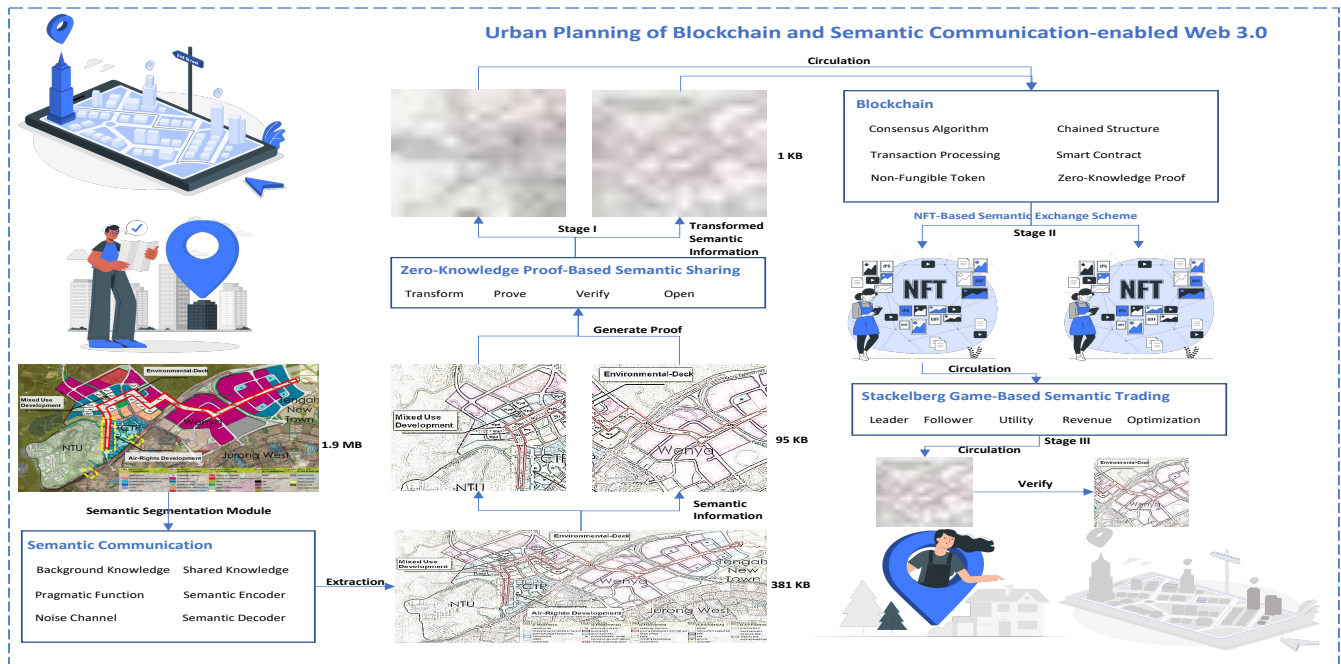 Urban Planning of Blockchain and Semantic Communication-enabled Web 3.0
Circulation
1 KB
Stage I
Transformed
Semantic
Information
Zero-Knowledge Proof-Based Semantic Sharing
Transform Prove Verify Open
Generate Proof
Environmental-Deck
Mixed Use
Development
NTU
Wenya
Jurong West
Tengah
New
Town
Air-Rights Development
1.9 MB
Semantic Segmentation Module
Semantic Communication
Background Knowledge Shared Knowledge
Pragmatic Function Semantic Encoder
Noise Channel Semantic Decoder
Extraction
Mixed Use
Development
NTU
Environmental-Deck
Wenya
95 KB
Semantic
Information
Environmental-Deck
Mixed Use
Development
NTU
Wenya
Tengah
New
Town
Air-Rights Development
Jurong West
381 KB
Blockchain
Consensus Algorithm Chained Structure
Transaction Processing Smart Contract
Non-Fungible Token Zero-Knowledge Proof
NFT-Based Semantic Exchange Scheme
Stage II
NFT
NFT
Circulation
Stackelberg Game-Based Semantic Trading
Leader Follower Utility Revenue Optimization
Stage III
Circulation
Verify
Environmental-Deck
Wenya